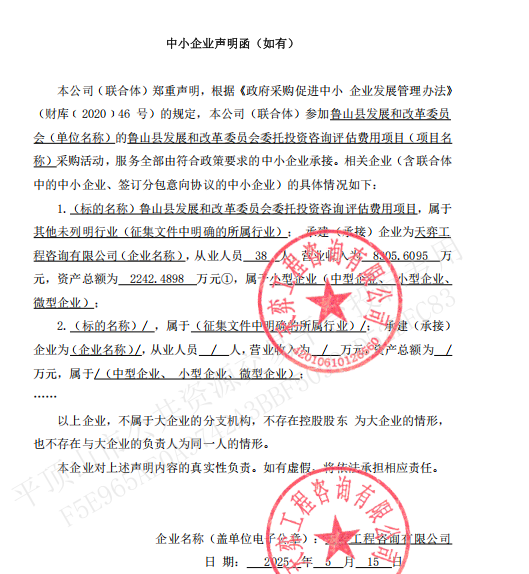 中小企业声明函（如有）
本公司（联合体）郑重声明，根据《政府采购促进中小 企业发展管理办法》
（财库﹝2020﹞46 号）的规定，本公司（联合体）参加鲁山县发展和改革委员
会（单位名称）的鲁山县发展和改革委员会委托投资咨询评估费用项目（项目名
称）采购活动，服务全部由符合政策要求的中小企业承接。相关企业（含联合体
中的中小企业、签订分包意向协议的中小企业）的具体情况如下：
1.（标的名称）鲁山县发展和改革委员会委托投资咨询评估费用项目，属于
其他未列明行业（征集文件中明确的所属行业）； 承建（承接）企业为天弈工
程咨询有限公司（企业名称），从业人员 38 人，营业收入为 8305.6095 万
元，资产总额为 2242.4898 万元①，属于小型企业（中型企业、 小型企业、
微型企业）；
2.（标的名称）/ ，属于（征集文件中明确的所属行业）/； 承建（承接）
企业为（企业名称）/，从业人员 / 人，营业收入为 / 万元，资产总额为 /
万元，属于/（中型企业、 小型企业、微型企业）；
……
以上企业，不属于大企业的分支机构，不存在控股股东 为大企业的情形，
也不存在与大企业的负责人为同一人的情形。
本企业对上述声明内容的真实性负责。如有虚假，将依法承担相应责任。
企业名称（盖单位电子公章）： 工程咨询有限公司
日 期： 2025 年 5 月 15 日
天弈工程咨询有限公司
天弈工程咨询有限公司